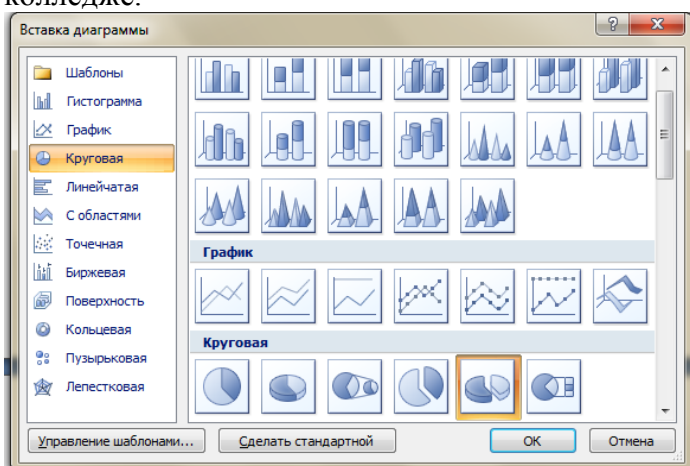 колледже.
Вставка диаграммы
Шаблоны
Гистограмма
График
Круговая
Линейчатая
С областями
Точечная
Биржевая
Поверхность
Кольцевая
Пузырьковая
Лепестковая
График
Круговая
Управление шаблонами...
Сделать стандартной
ОК
Отмена